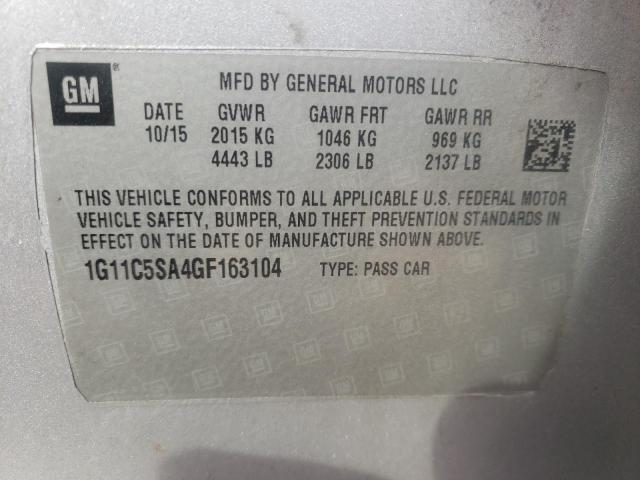 GM
MFD BY GENERAL MOTORS LLC
DATE GVWR GAWR FRT GAWR RR
10/15 2015 KG 1046 KG 969 KG
4443 LB 2306 LB 2137 LB
THIS VEHICLE CONFORMS TO ALL APPLICABLE U.S. FEDERAL MOTOR
VEHICLE SAFETY, BUMPER, AND THEFT PREVENTION STANDARDS IN
EFFECT ON THE DATE OF MANUFACTURE SHOWN ABOVE.
1G11C5SA4GF163104 TYPE: PASS CAR